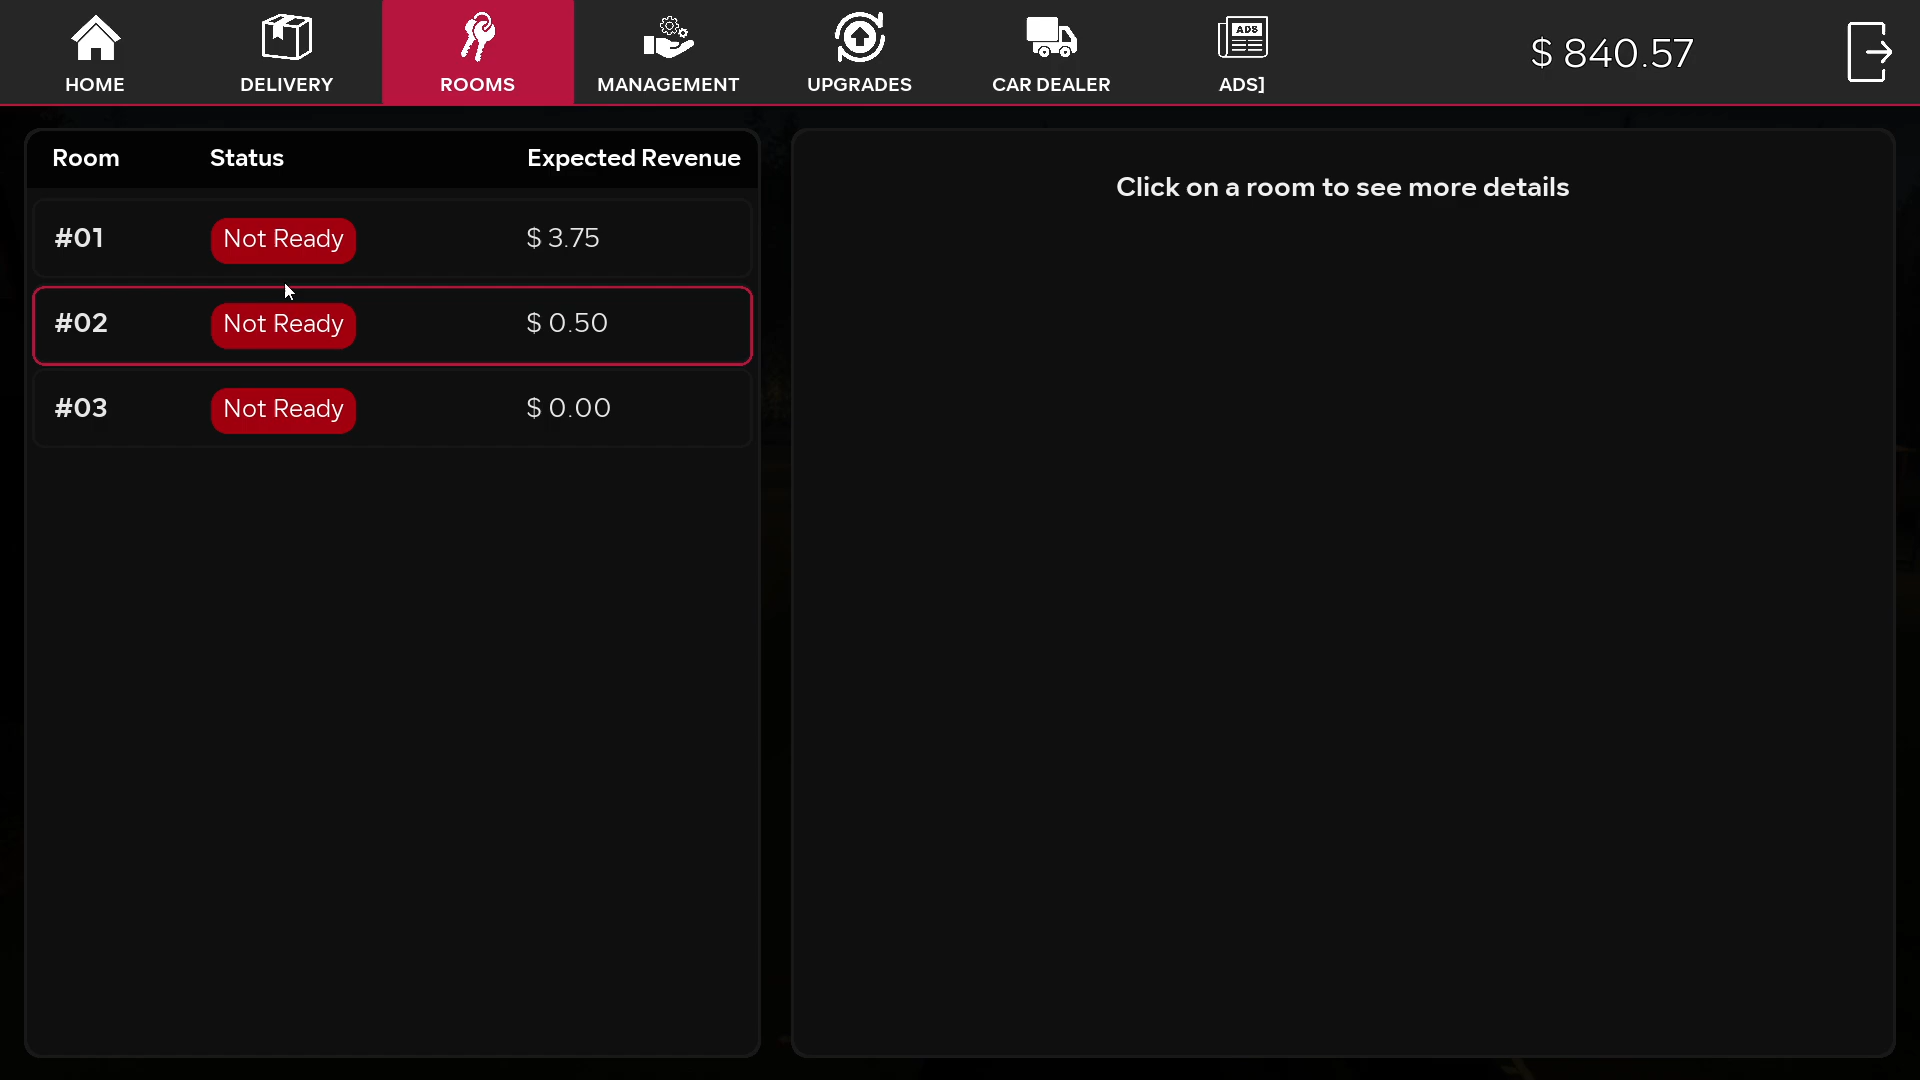 HOME
DELIVERY
ROOMS
MANAGEMENT
UPGRADES
CAR DEALER
ADS
ADS]
$ 840.57
Room Status Expected Revenue
#01 Not Ready $ 3.75
#02 Not Ready $ 0.50
#03 Not Ready $ 0.00
Click on a room to see more details